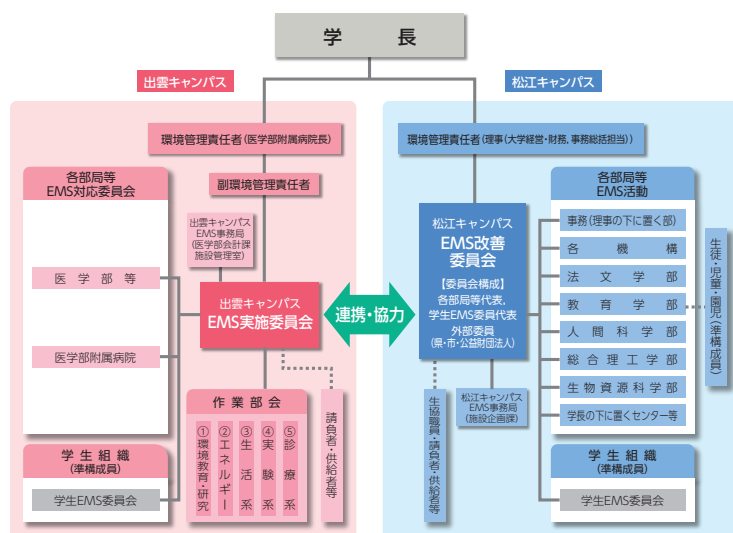 学 長
出雲キャンパス
松江キャンパス
環境管理責任者(医学部附属病院長)
副環境管理責任者
各部局等
EMS対応委員会
医学部等
医学部附属病院
学生組織
(準構成員)
学生EMS委員会
出雲キャンパス
EMS事務局
(医学部会計課
施設管理室)
出雲キャンパス
EMS実施委員会
作業部会
①環境教育・研究
②エネルギー
③生活系
④実験系
⑤診療系
請負者・供給者等
連携・協力
環境管理責任者(理事(大学経営・財務,事務総括担当))
松江キャンパス
EMS改善
委員会
【委員会構成】
各部局等代表,
学生EMS委員代表
外部委員
(県・市・公益財団法人)
生協職員・請負者・供給者等
松江キャンパス
EMS事務局
(施設企画課)
各部局等
EMS活動
事務(理事の下に置く部)
各機構
法文学部
教育学部
人間科学部
総合理工学部
生物資源科学部
学長の下に置くセンター等
生徒・児童・園児(準構成員)
学生組織
(準構成員)
学生EMS委員会